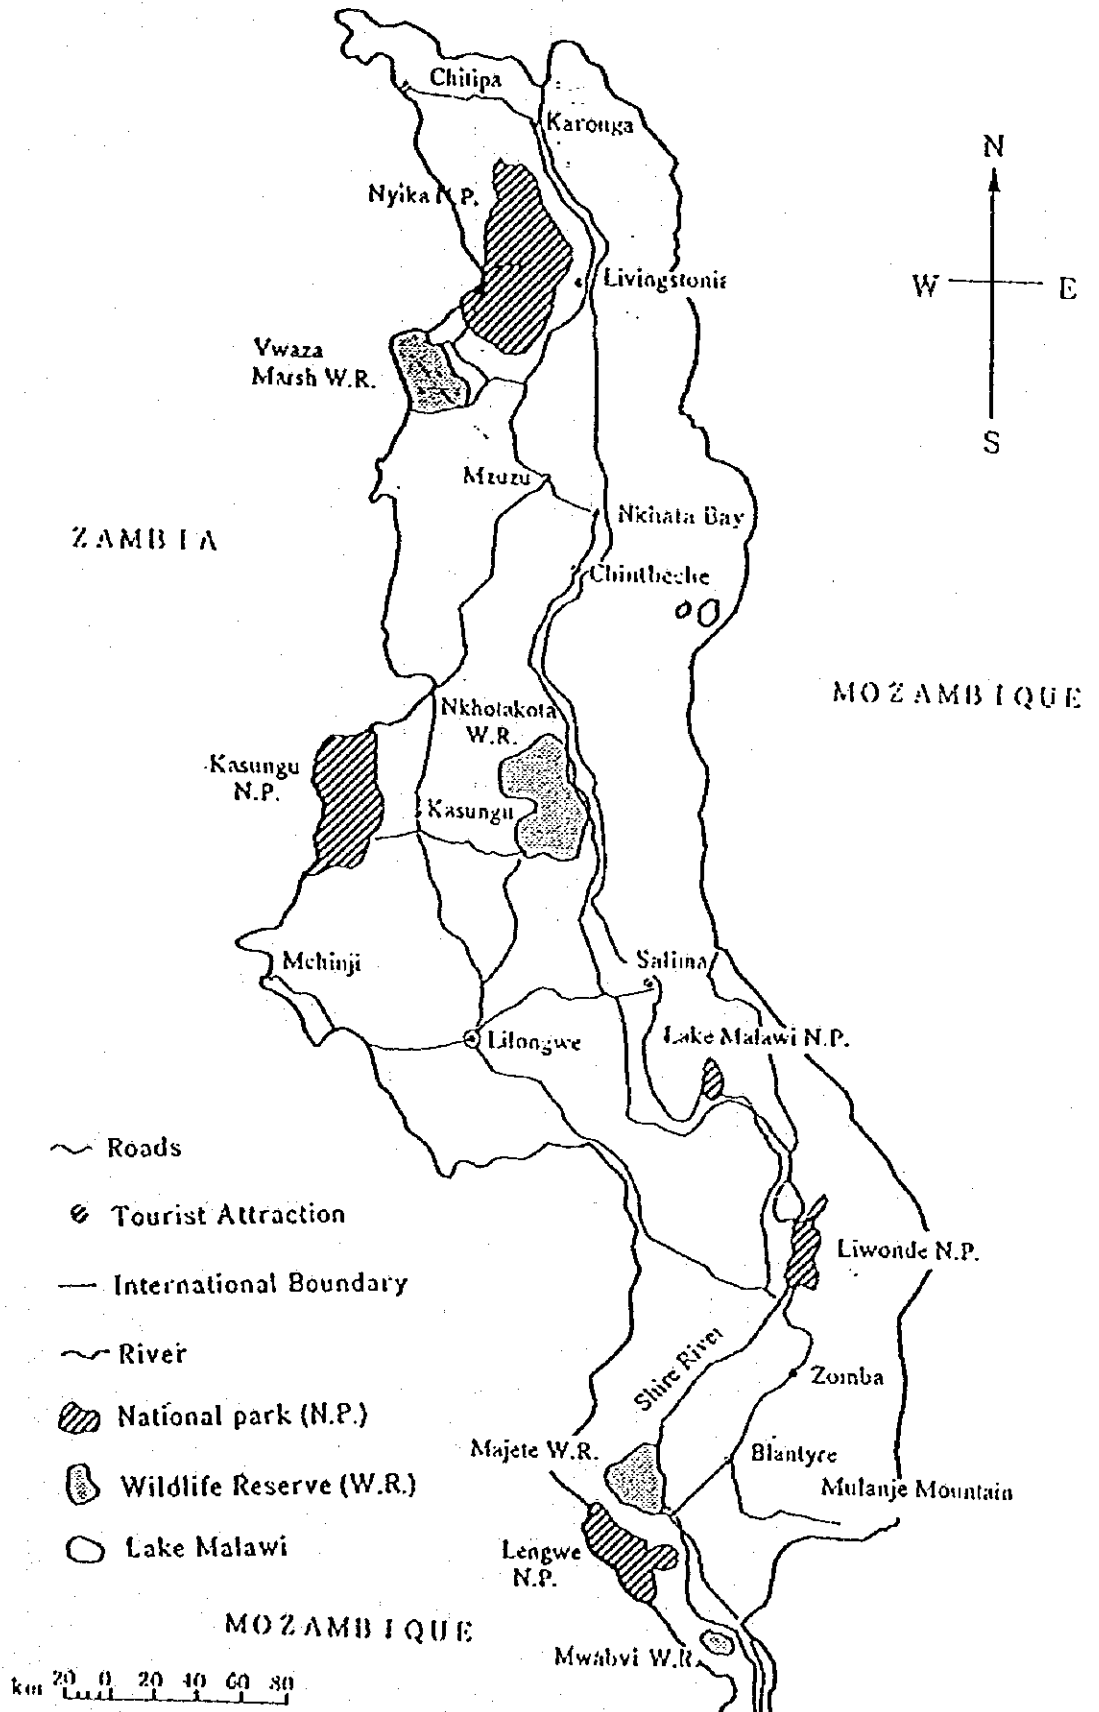 Chitipa
Karonga
N
Nyika N.P.
W
E
Livingstonia
Vwaza
Marsh W.R.
S
Mzuzu
Nkhata Bay
ZAMBIA
Chintheche
MOZAMBIQUE
Nkhotakota
W.R.
Kasungu
N.P.
Kasungu
Mchinji
Salima
Lake Malawi N.P.
Lilongwe
Roads
Tourist Attraction
Liwonde N.P.
International Boundary
River
Shire River
Zomba
National park (N.P.)
Majete W.R.
Blantyre
Wildlife Reserve (W.R.)
Mulanje Mountain
Lake Malawi
Lengwe
N.P.
MOZAMBIQUE
Mwabvi W.R.
km 20 0 20 40 60 80